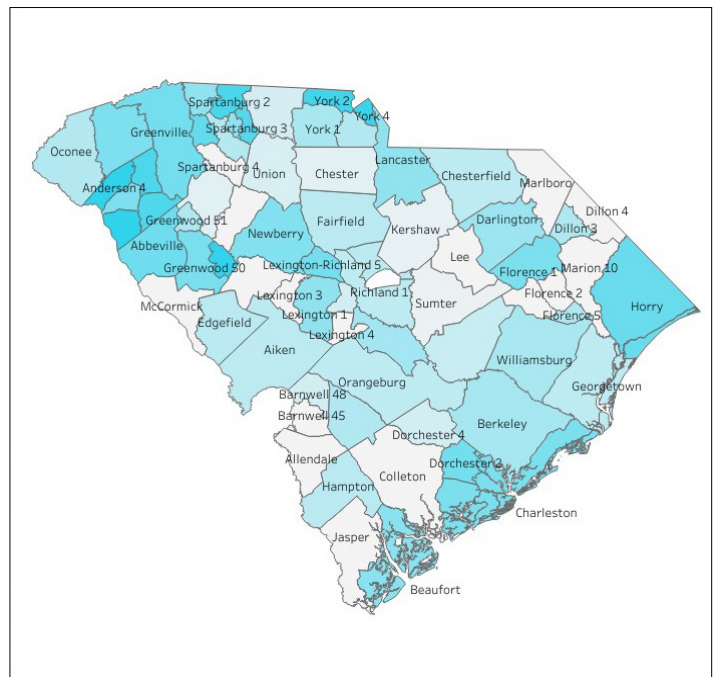 Spartanburg 2
York 2
Greenville
Spartanburg 3
York 1
York 4
Oconee
Lancaster
Spartanburg 4
Union
Chester
Chesterfield
Marlboro
Anderson 4
Greenwood 51
Fairfield
Darlington
Dillon 4
Dillon 3
Abbeville
Newberry
Kershaw
Lee
Greenwood 50
Lexington-Richland 5
Florence 1
Marion 10
McCormick
Lexington 3
Richland 1
Sumter
Florence 2
Horry
Edgefield
Lexington 1
Florence 5
Lexington 4
Aiken
Williamsburg
Orangeburg
Georgetown
Barnwell 48
Barnwell 45
Berkeley
Dorchester 4
Allendale
Colleton
Dorchester 2
Hampton
Charleston
Jasper
Beaufort